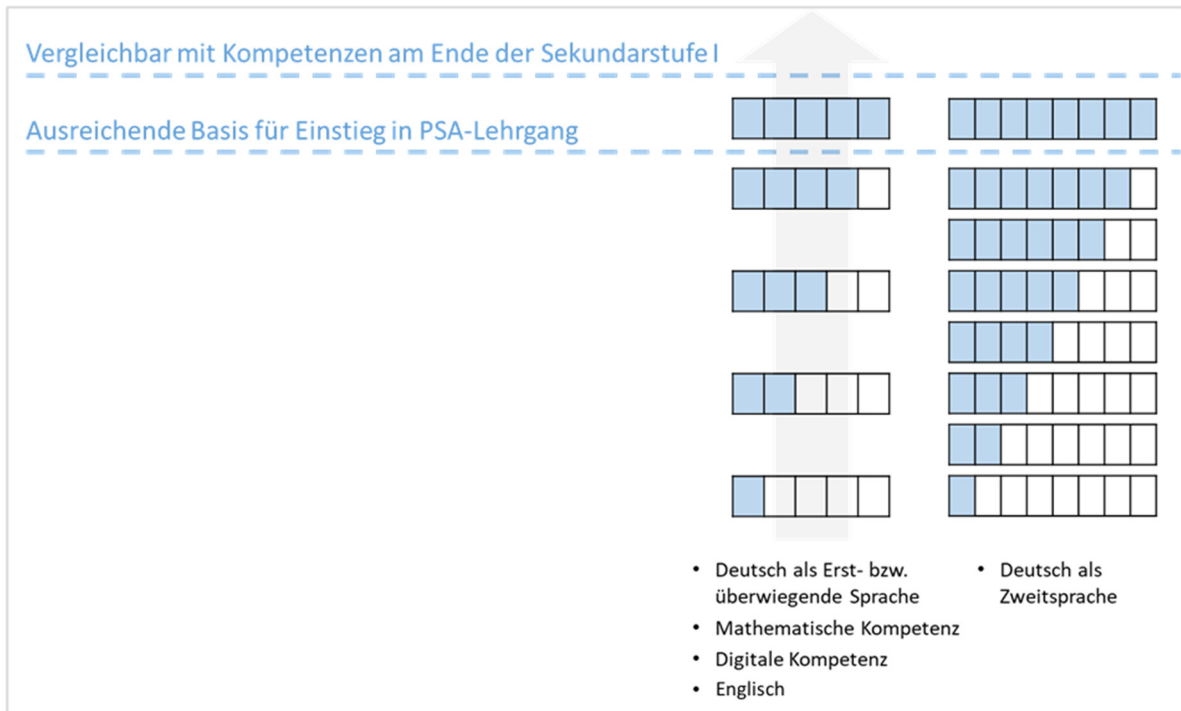 Vergleichbar mit Kompetenzen am Ende der Sekundarstufe I
Ausreichende Basis für Einstieg in PSA-Lehrgang
• Deutsch als Erst- bzw.
überwiegende Sprache
• Mathematische Kompetenz
• Digitale Kompetenz
• Englisch
• Deutsch als
Zweitsprache